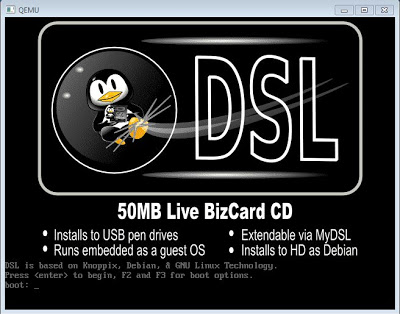 QEMU
DSL
50MB Live BizCard CD
• Installs to USB pen drives
• Extendable via MyDSL
• Runs embedded as a guest OS
• Installs to HD as Debian
DSL is based on Knoppix, Debian, & GNU Linux Technology.
Press <enter> to begin, F2 and F3 for boot options.
boot: _